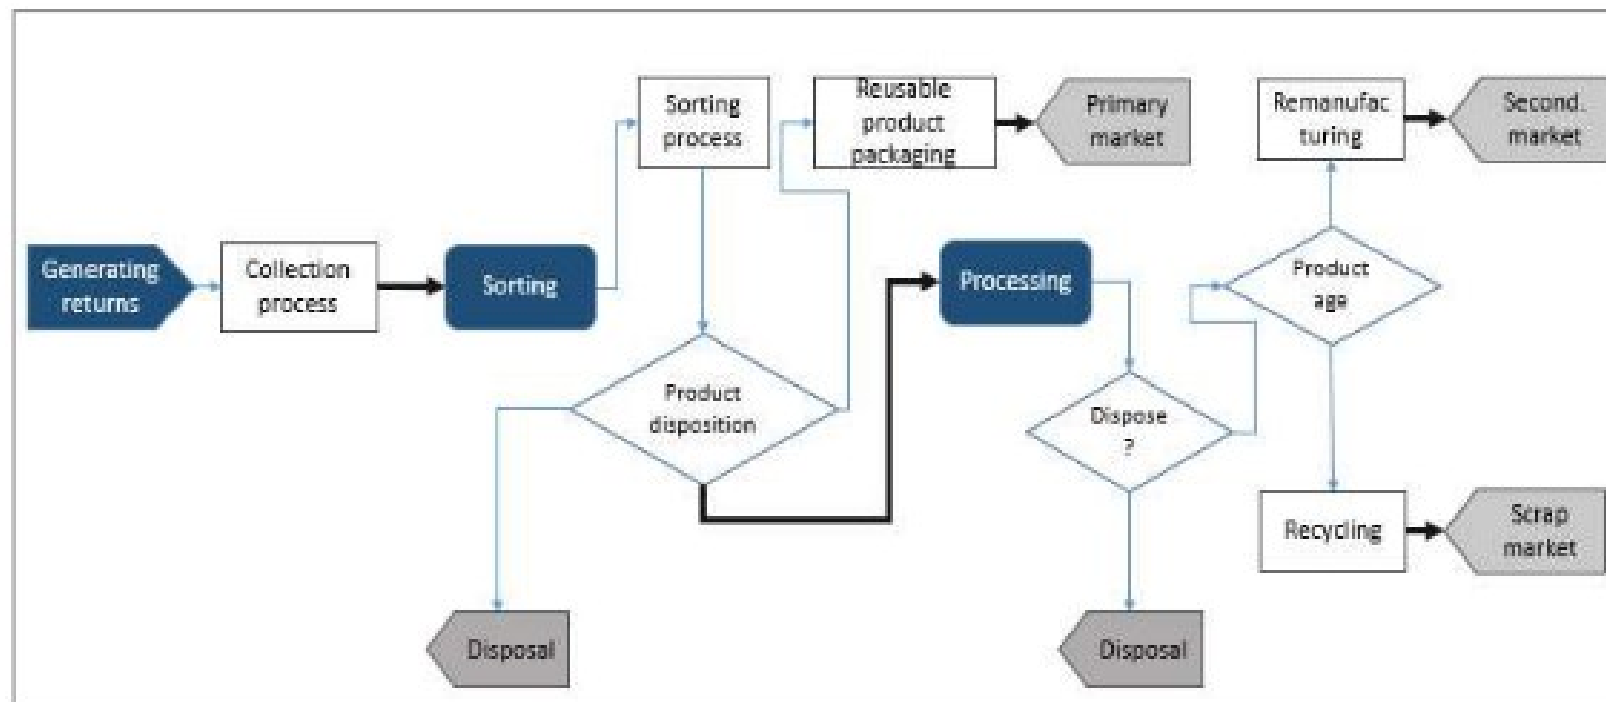 Generating
returns
Collection
process
Sorting
Sorting
process
Product
disposition
Disposal
Reusable
product
packaging
Primary
market
Processing
Dispose
?
Disposal
Product
age
Remanufac
turing
Second.
market
Recycling
Scrap
market